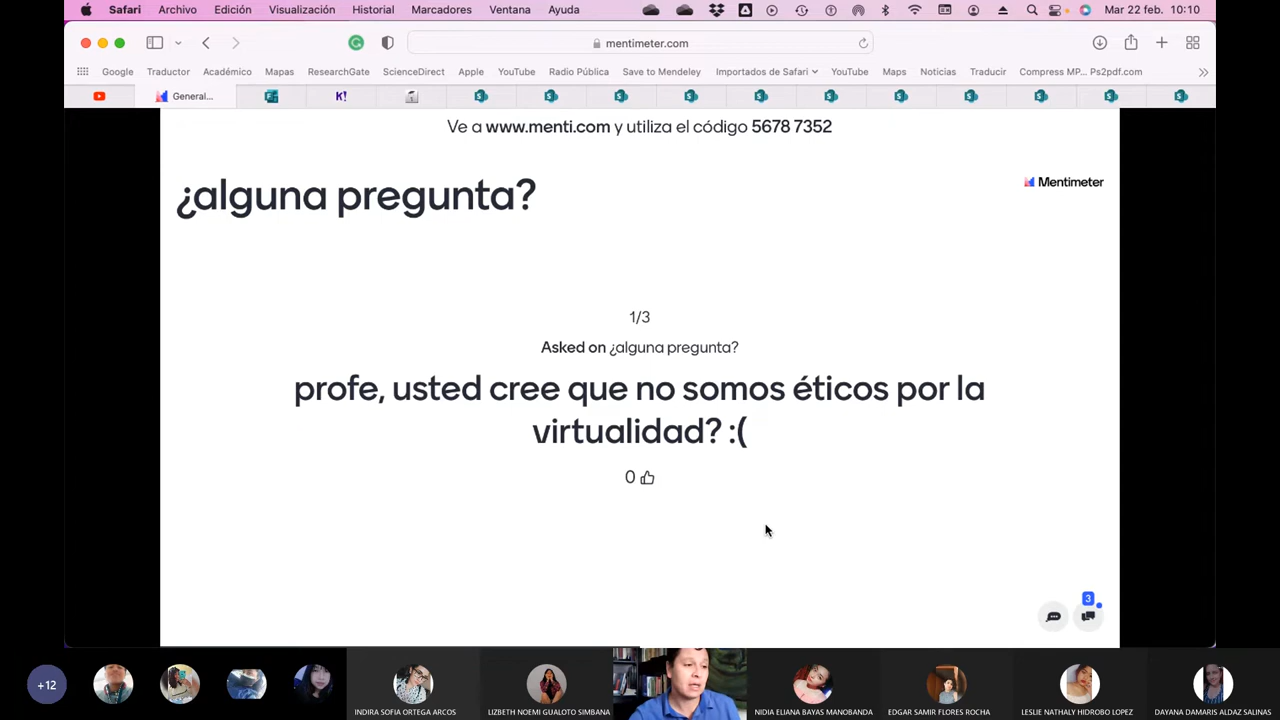 Safari Archivo Edición Visualización Historial Marcadores Ventana Ayuda Mar 22 feb. 10:10
mentimeter.com
Google Traductor Académico Mapas ResearchGate ScienceDirect Apple YouTube Radio Pública Save to Mendeley Importados de Safari YouTube Maps Noticias Traducir Compress MP... Ps2pdf.com
General... K!
Ve a www.menti.com y utiliza el código 5678 7352
¿alguna pregunta?
Mentimeter
1/3
Asked on ¿alguna pregunta?
profe, usted cree que no somos éticos por la
virtualidad? :(
0
3
+12
INDIRA SOFIA ORTEGA ARCOS LIZBETH NOEMI GUALOTO SIMBANA NIDIA ELIANA BAYAS MANOBANDA EDGAR SAMIR FLORES ROCHA LESLIE NATHALY HIDROBO LOPEZ DAYANA DAMARIS ALDAZ SALINAS